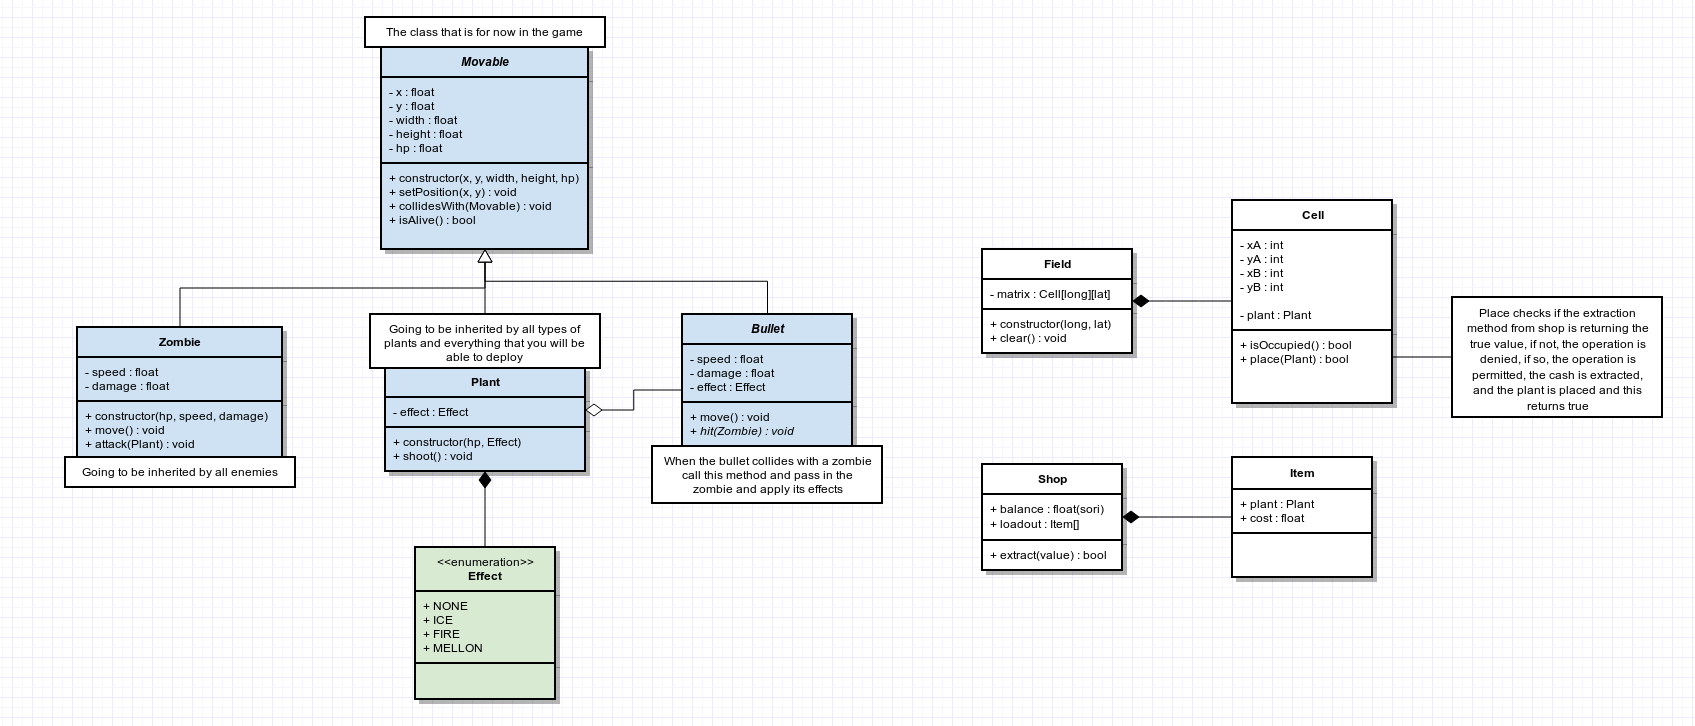 The class that is for now in the game
Movable
- x : float
- y : float
- width : float
- height : float
- hp : float
+ constructor(x, y, width, height, hp)
+ setPosition(x, y) : void
+ collidesWith(Movable) : void
+ isAlive() : bool
Zombie
- speed : float
- damage : float
+ constructor(hp, speed, damage)
+ move() : void
+ attack(Plant) : void
Going to be inherited by all enemies
Going to be inherited by all types of
plants and everything that you will be
able to deploy
Plant
- effect : Effect
+ constructor(hp, Effect)
+ shoot() : void
Bullet
- speed : float
- damage : float
- effect : Effect
+ move() : void
+ hit(Zombie) : void
When the bullet collides with a zombie
call this method and pass in the
zombie and apply its effects
<<enumeration>>
Effect
+ NONE
+ ICE
+ FIRE
+ MELLON
Field
- matrix : Cell[long][lat]
+ constructor(long, lat)
+ clear() : void
Cell
- xA : int
- yA : int
- xB : int
- yB : int
- plant : Plant
+ isOccupied() : bool
+ place(Plant) : bool
Place checks if the extraction
method from shop is returning the
true value, if not, the operation is
denied, if so, the operation is
permitted, the cash is extracted,
and the plant is placed and this
returns true
Shop
+ balance : float(sori)
+ loadout : Item[]
+ extract(value) : bool
Item
+ plant : Plant
+ cost : float